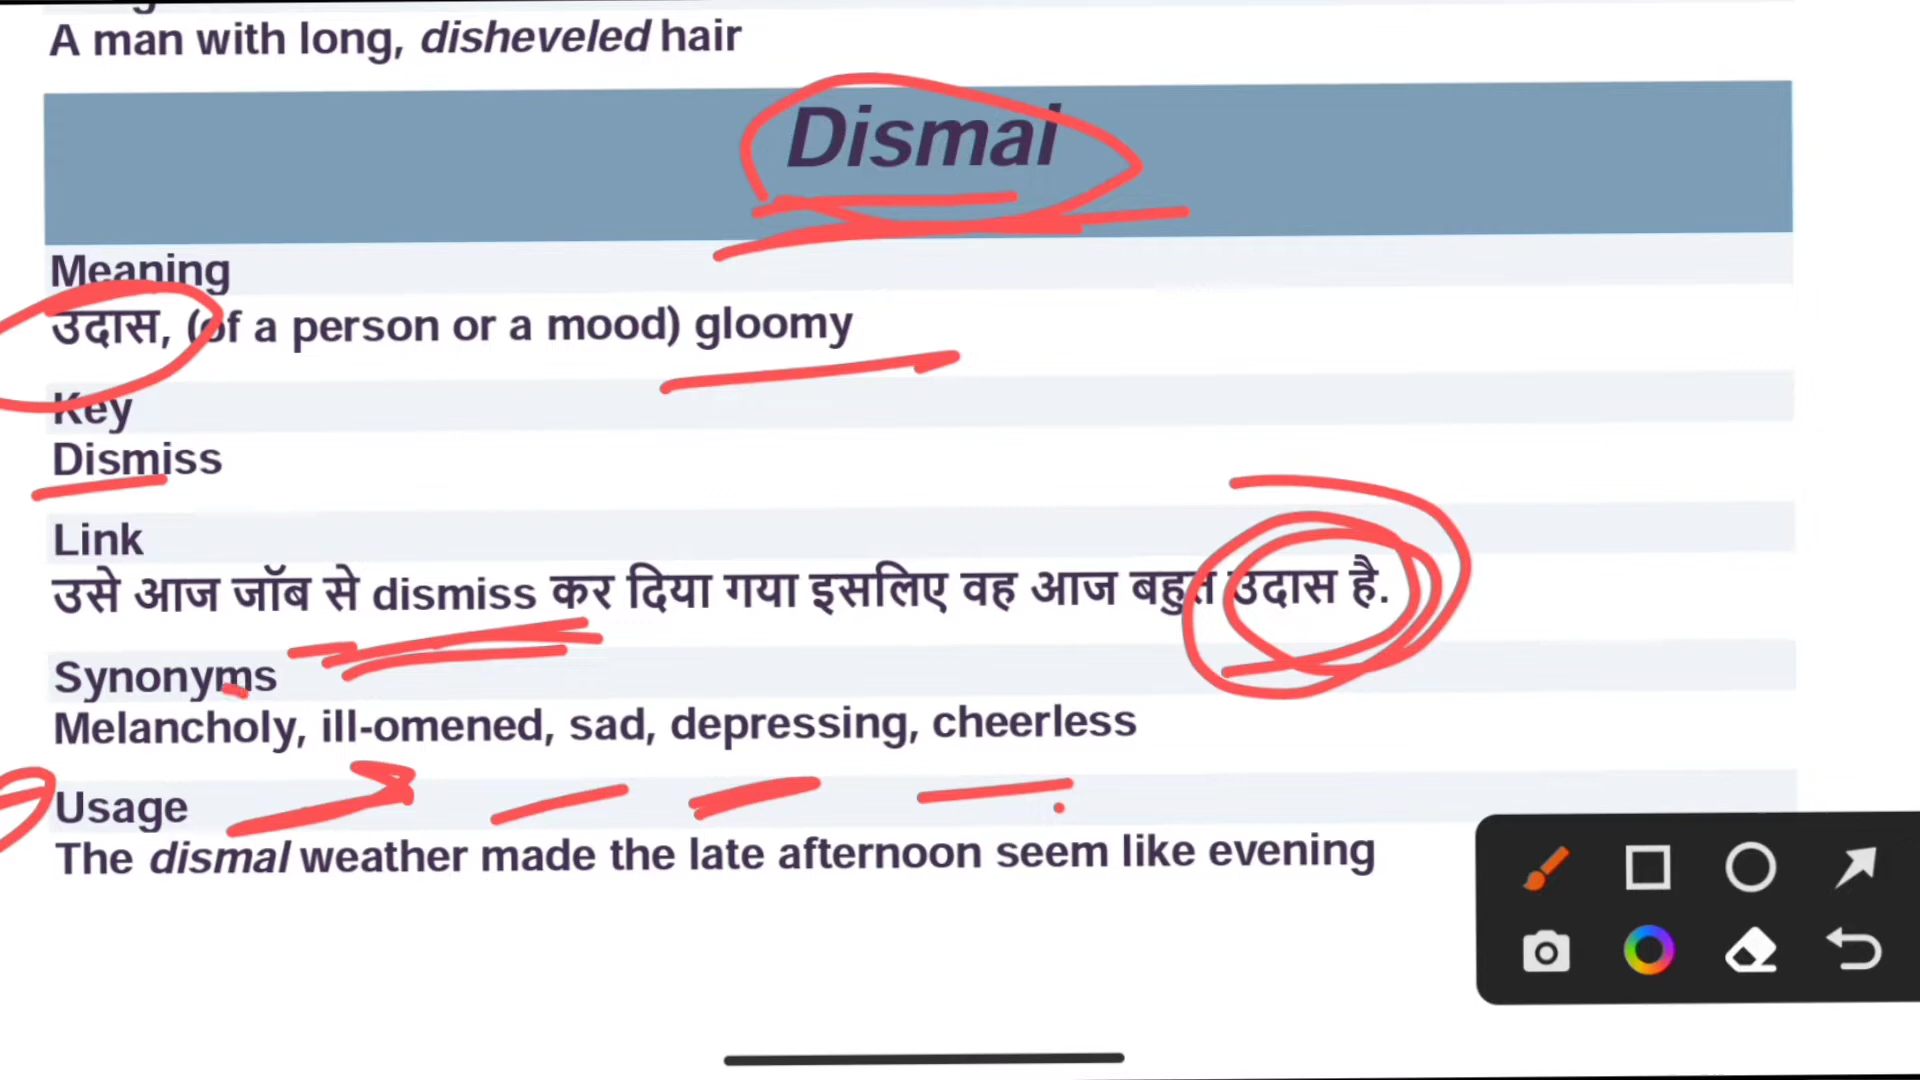 A man with long, disheveled hair
Dismal
Meaning
उदास, (of a person or a mood) gloomy
Key
Dismiss
Link
उसे आज जॉब से dismiss कर दिया गया इसलिए वह आज बहुत उदास है.
Synonyms
Melancholy, ill-omened, sad, depressing, cheerless
Usage
The dismal weather made the late afternoon seem like evening